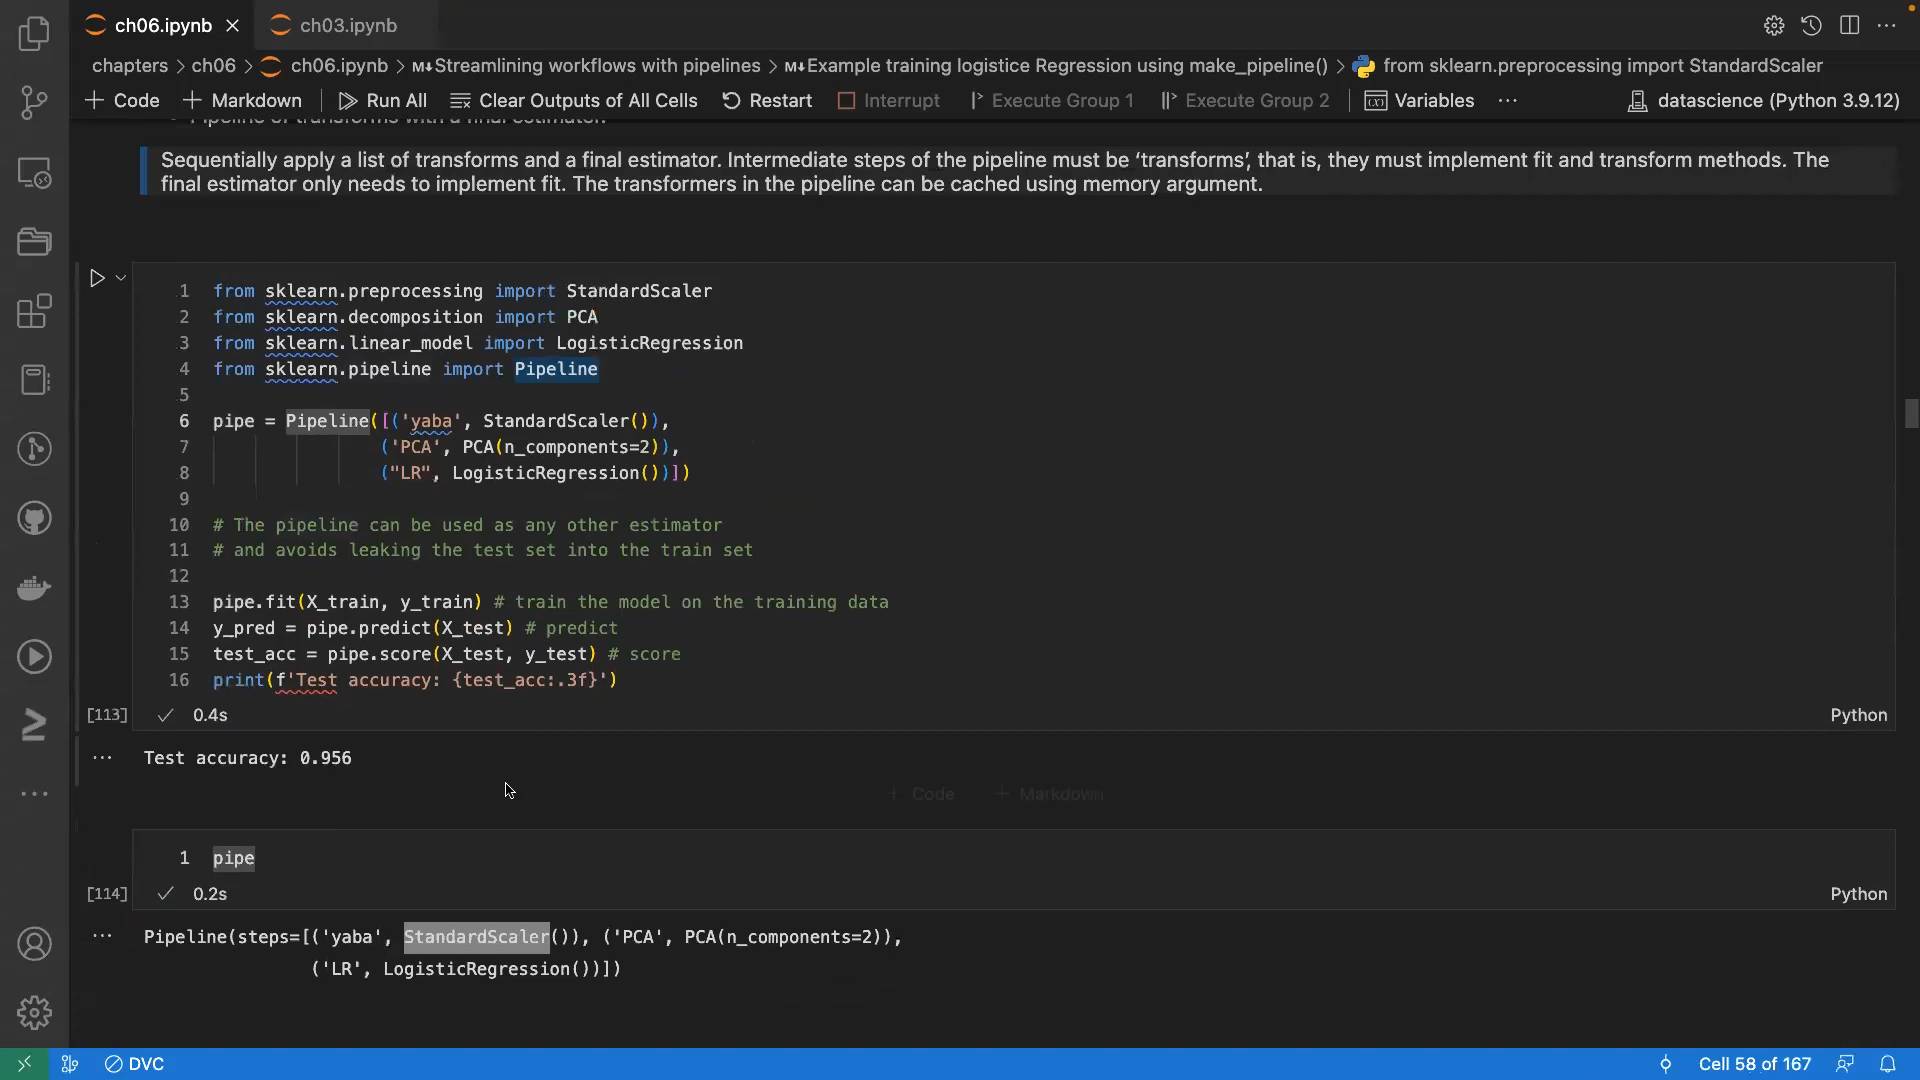 ch06.ipynb
ch03.ipynb
chapters > ch06 > ch06.ipynb > M↓Streamlining workflows with pipelines > M↓Example training logistice Regression using make_pipeline() > from sklearn.preprocessing import StandardScaler
+ Code + Markdown Run All Clear Outputs of All Cells Restart Interrupt Execute Group 1 Execute Group 2 Variables ··· datascience (Python 3.9.12)
Pipeline of transforms with a final estimator.
Sequentially apply a list of transforms and a final estimator. Intermediate steps of the pipeline must be ‘transforms’, that is, they must implement fit and transform methods. The
final estimator only needs to implement fit. The transformers in the pipeline can be cached using memory argument.
1 from sklearn.preprocessing import StandardScaler
2 from sklearn.decomposition import PCA
3 from sklearn.linear_model import LogisticRegression
4 from sklearn.pipeline import Pipeline
5
6 pipe = Pipeline([('yaba', StandardScaler()),
7 ('PCA', PCA(n_components=2)),
8 ("LR", LogisticRegression())])
9
10 # The pipeline can be used as any other estimator
11 # and avoids leaking the test set into the train set
12
13 pipe.fit(X_train, y_train) # train the model on the training data
14 y_pred = pipe.predict(X_test) # predict
15 test_acc = pipe.score(X_test, y_test) # score
16 print(f'Test accuracy: {test_acc:.3f}')
[113] ✓ 0.4s Python
Test accuracy: 0.956
+ Code + Markdown
1 pipe
[114] ✓ 0.2s Python
Pipeline(steps=[('yaba', StandardScaler()), ('PCA', PCA(n_components=2)),
('LR', LogisticRegression())])
DVC
Cell 58 of 167